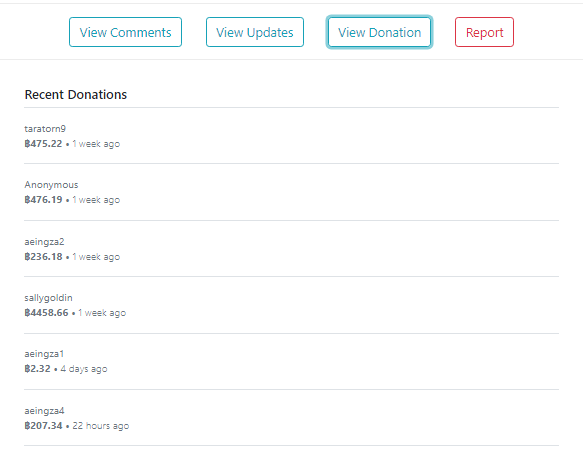 View Comments View Updates View Donation Report
Recent Donations
taratorn9
฿475.22 • 1 week ago
Anonymous
฿476.19 • 1 week ago
aeingza2
฿236.18 • 1 week ago
sallygoldin
฿4458.66 • 1 week ago
aeingza1
฿2.32 • 4 days ago
aeingza4
฿207.34 • 22 hours ago